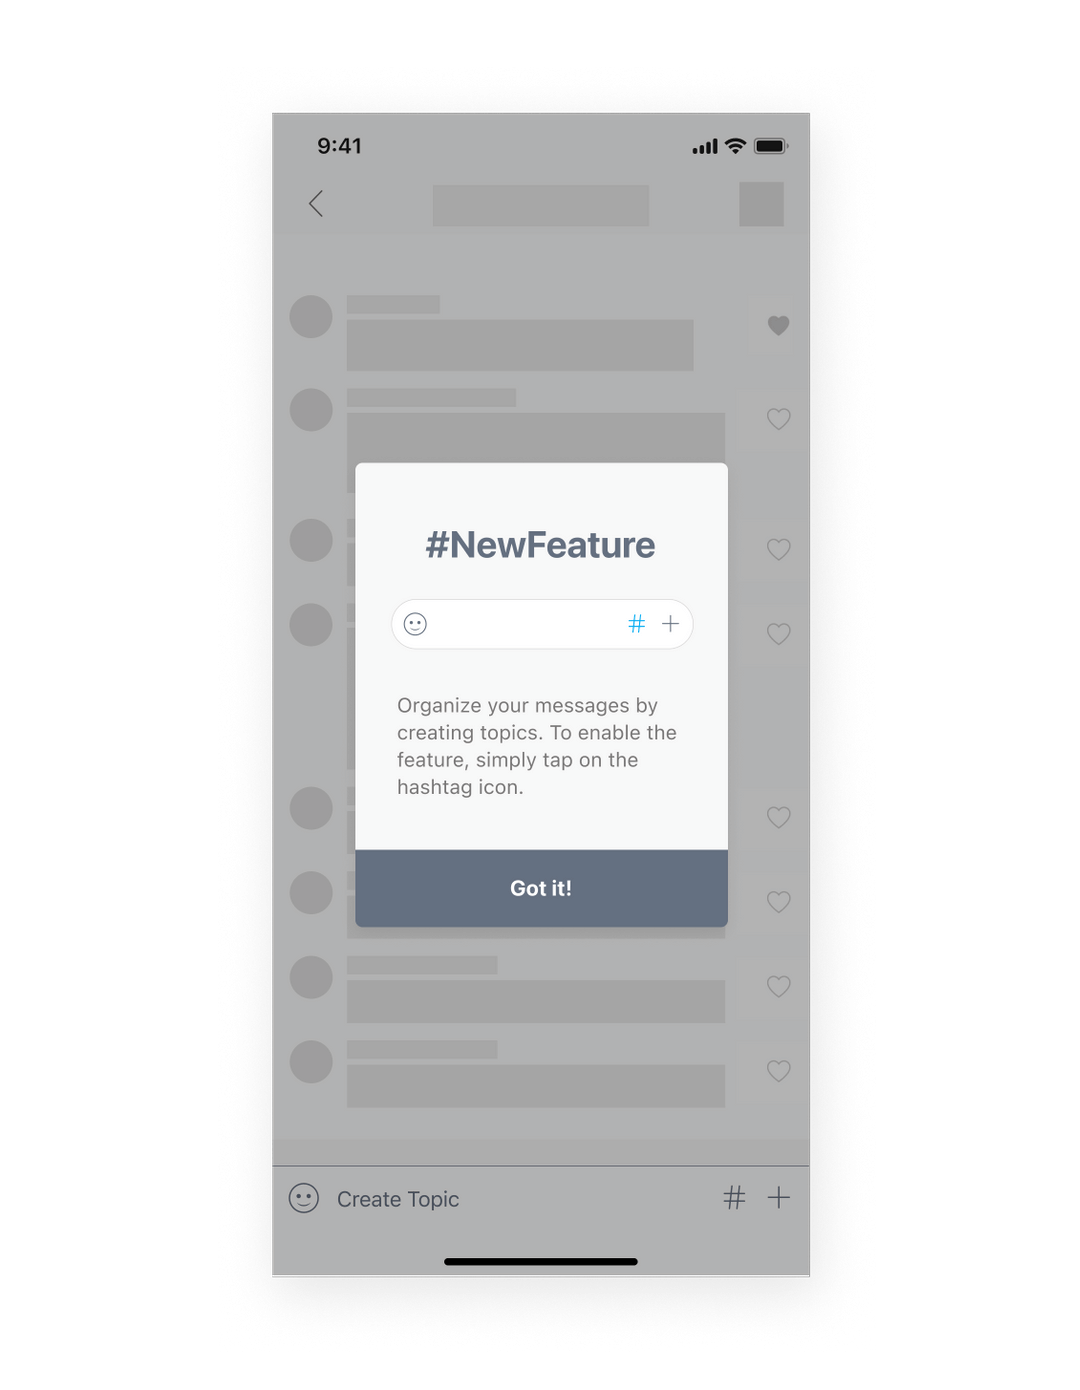 9:41
#NewFeature
#
Organize your messages by
creating topics. To enable the
feature, simply tap on the
hashtag icon.
Got it!
Create Topic #